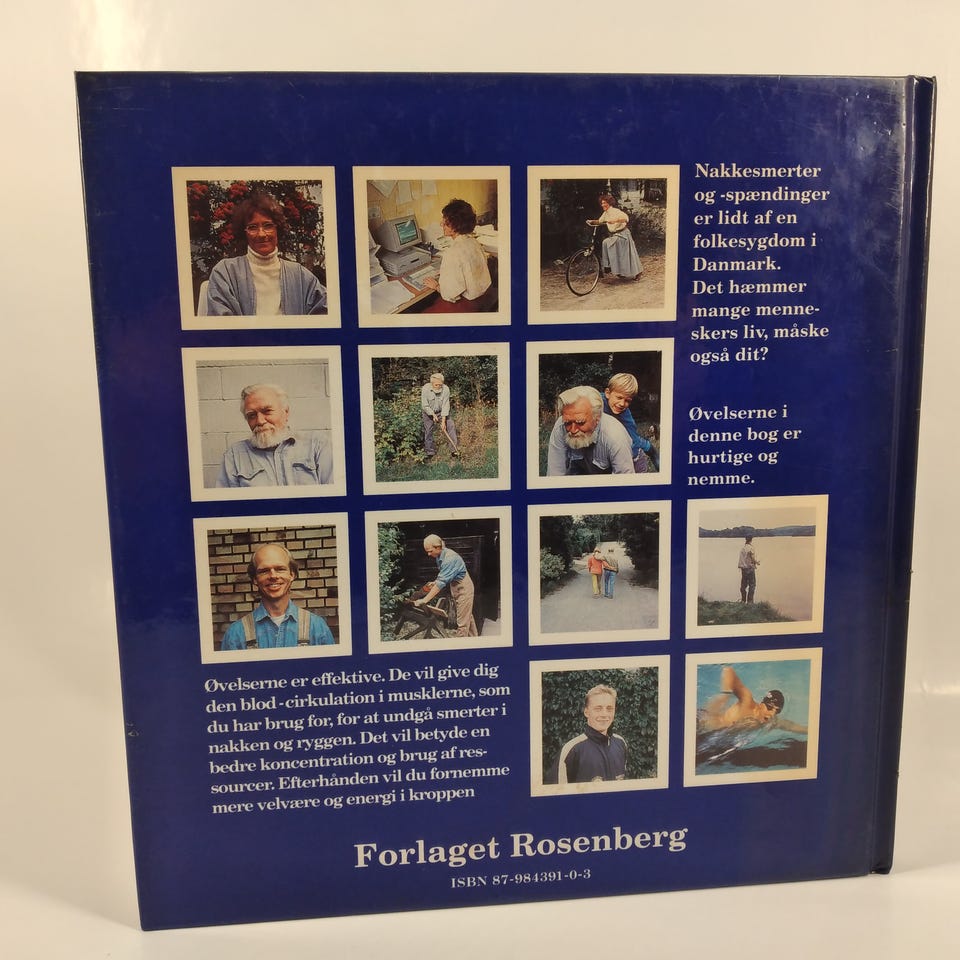 Nakkesmerter
og -spændinger
er lidt af en
folkesygdom i
Danmark.
Det hæmmer
mange menne-
skers liv, måske
også dit?
Øvelserne i
denne bog er
hurtige og
nemme.
Øvelserne er effektive. De vil give dig
den blod-cirkulation i musklerne, som
du har brug for, for at undgå smerter i
nakken og ryggen. Det vil betyde en
bedre koncentration og brug af res-
sourcer. Efterhånden vil du fornemme
mere velvære og energi i kroppen
Forlaget Rosenberg
ISBN 87-984391-0-3